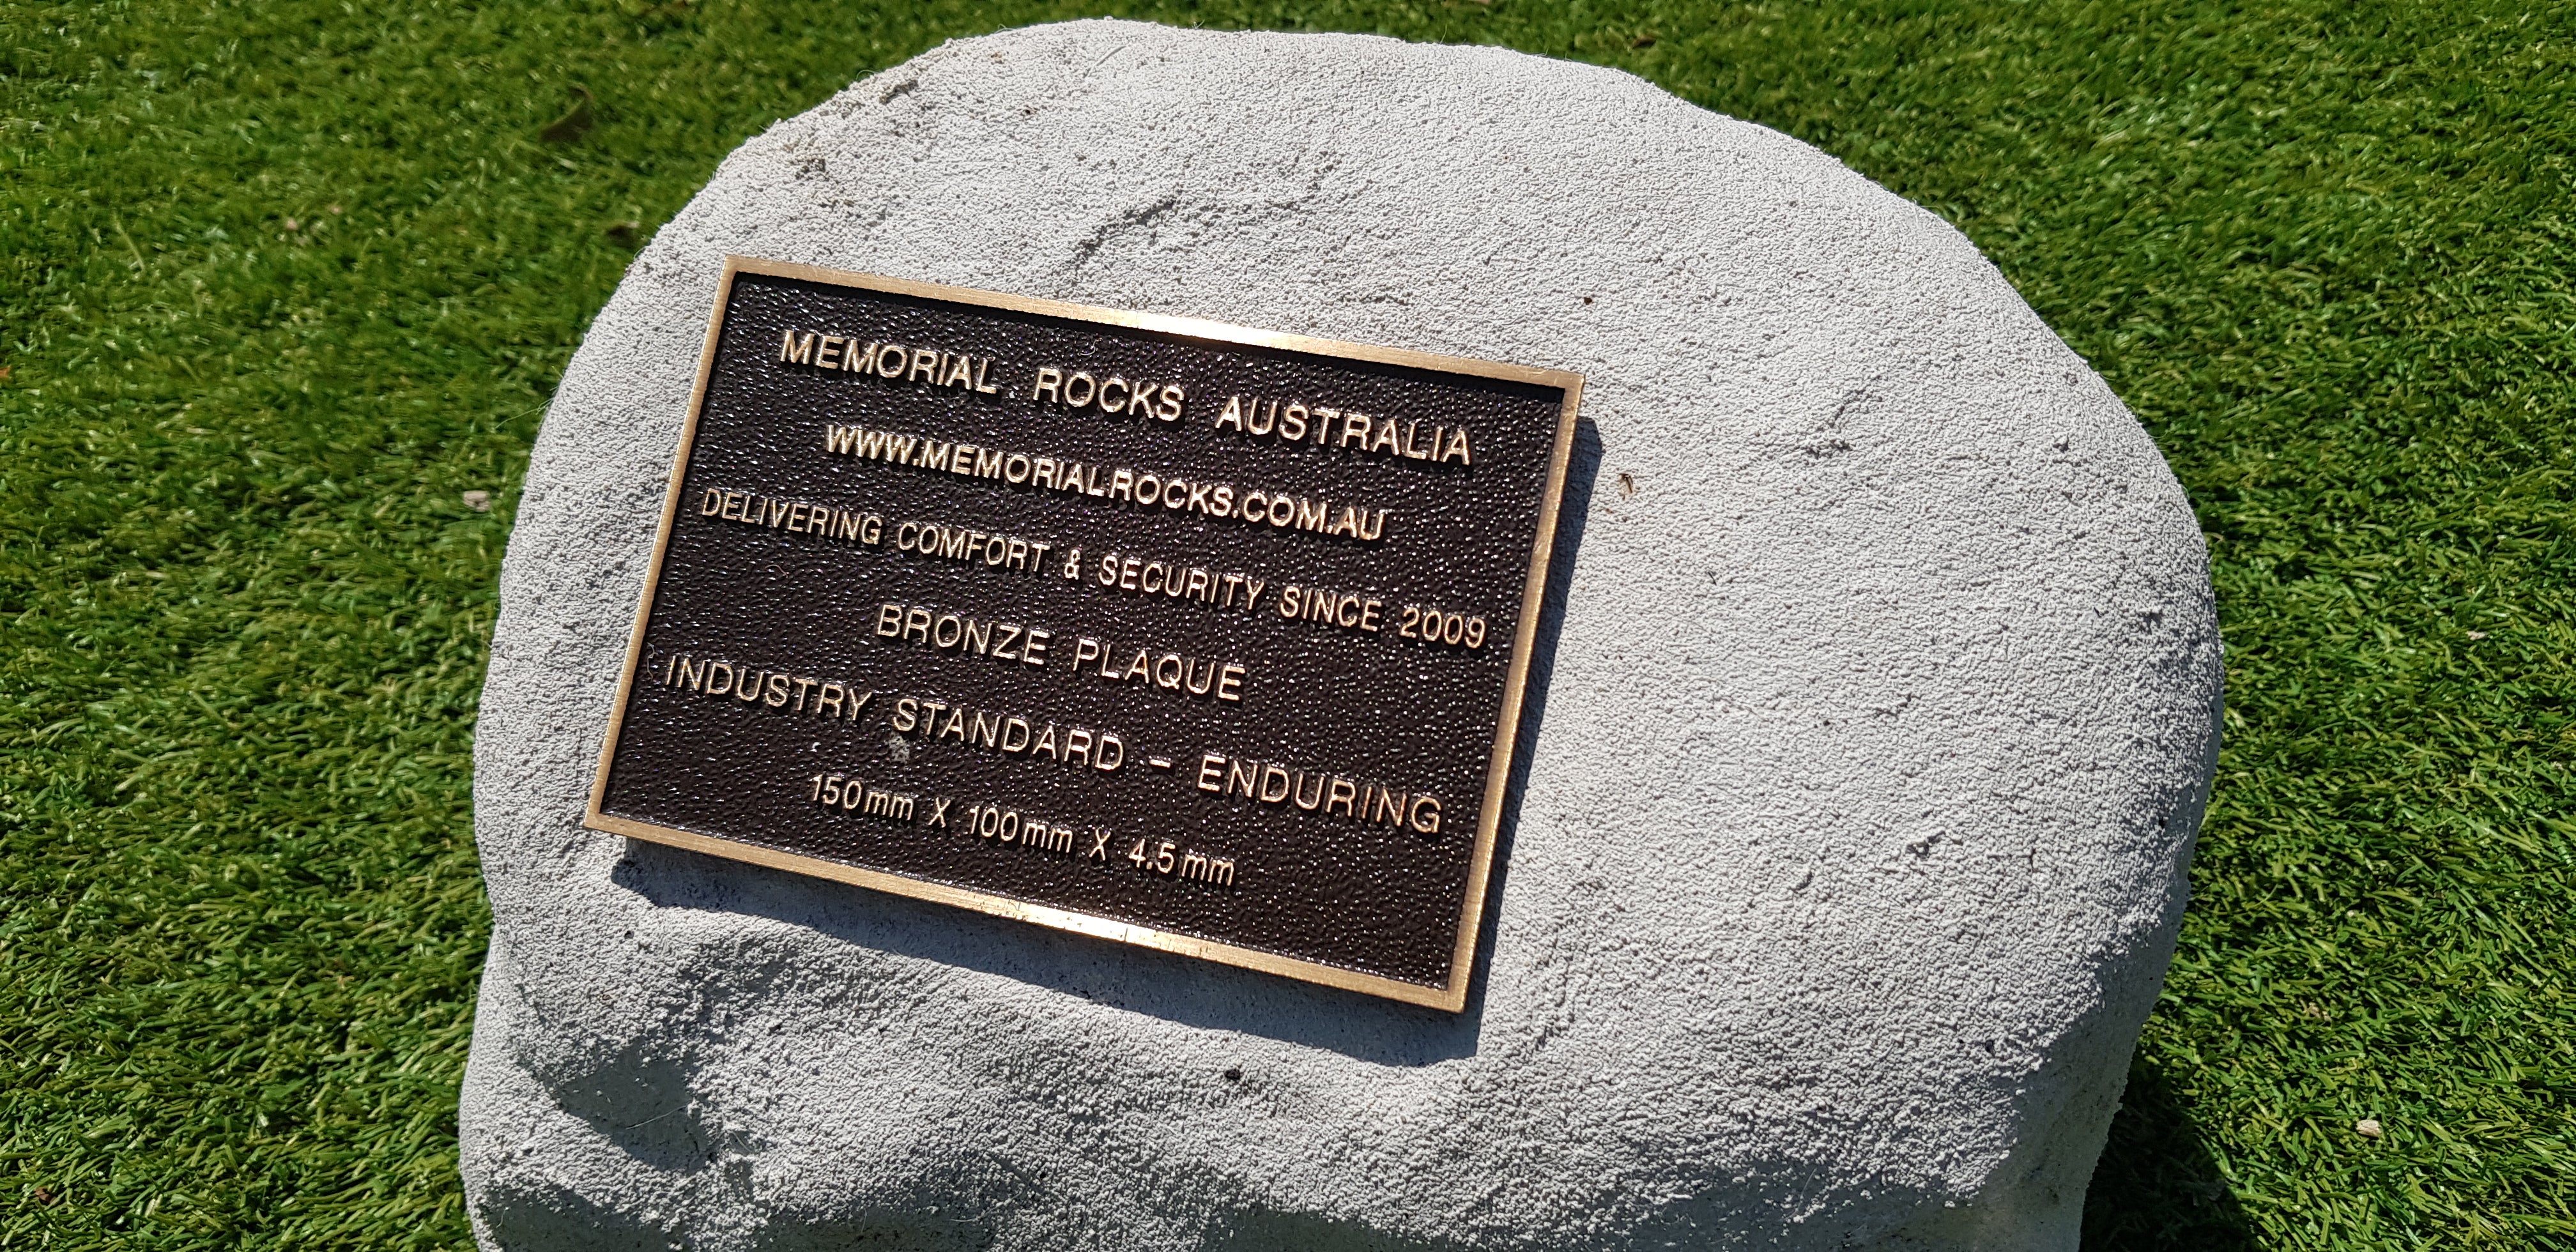 MEMORIAL ROCKS AUSTRALIA
WWW.MEMORIALROCKS.COM.AU
DELIVERING COMFORT & SECURITY SINCE 2009
BRONZE PLAQUE
INDUSTRY STANDARD - ENDURING
150mm X 100mm X 4.5mm